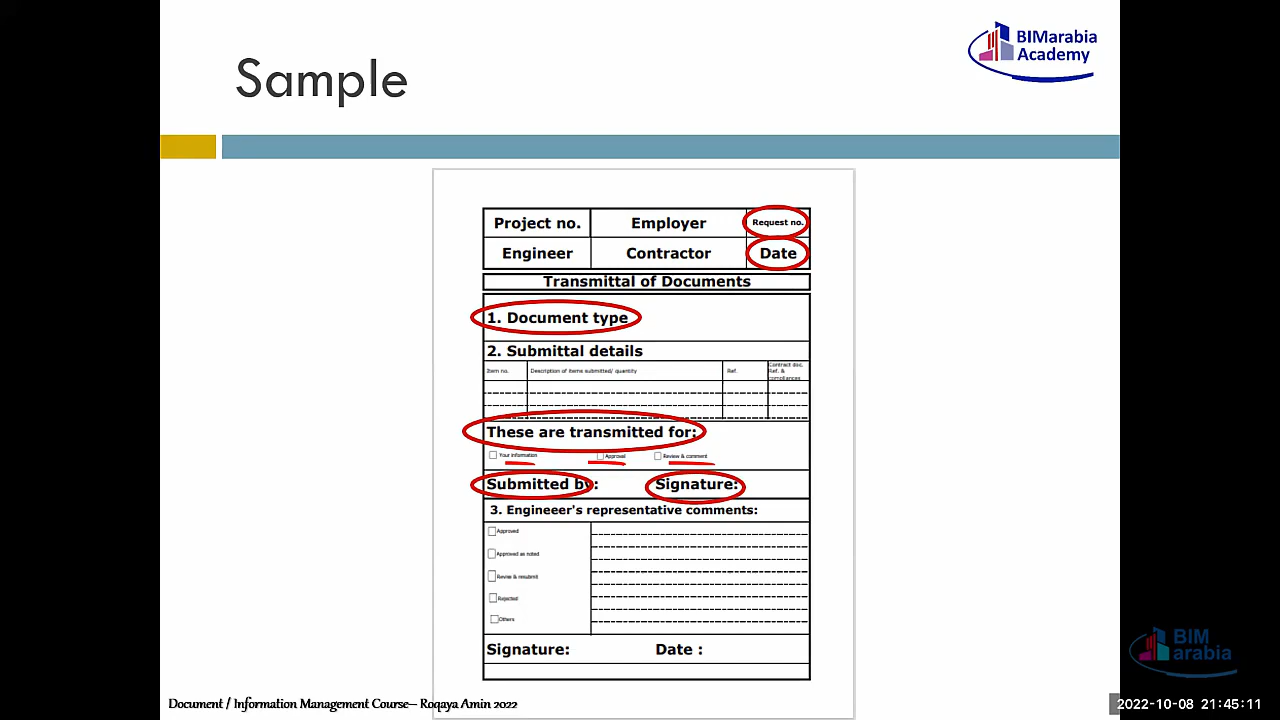 BIMarabia
Academy
Sample
Project no. Employer Request no.
Engineer Contractor Date
Transmittal of Documents
1. Document type
2. Submittal details
Item no. Description of items submitted/ quantity Ref. Contract doc. Ref. & compliances
These are transmitted for:
Your information Approval Review & comment
Submitted by: Signature:
3. Engineeer's representative comments:
Approved
Approved as noted
Review & resubmit
Rejected
Others
Signature: Date :
BIM
arabia
Document / Information Management Course– Roqaya Amin 2022
2022-10-08 21:45:11